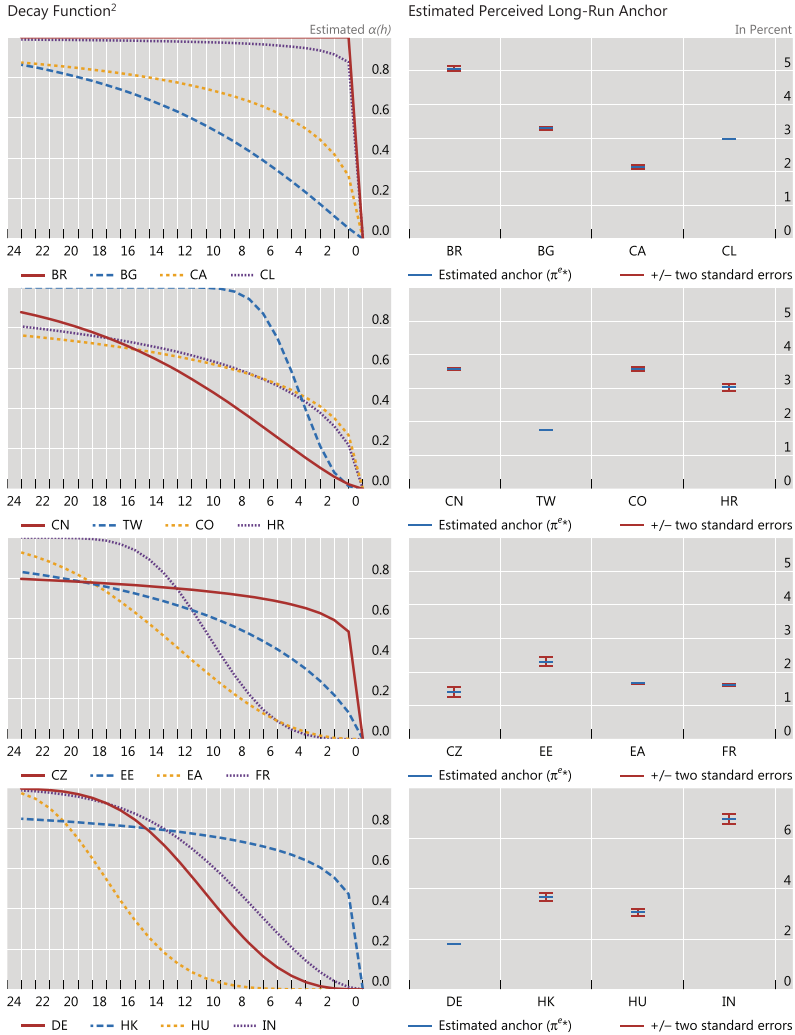 Decay Function²
Estimated Perceived Long-Run Anchor
Estimated α(h)
In Percent
0.8
0.6
0.4
0.2
0.0
24 22 20 18 16 14 12 10 8 6 4 2 0
BR BG CA CL
5
4
3
2
1
0
BR BG CA CL
Estimated anchor (πᵉ*) +/– two standard errors
0.8
0.6
0.4
0.2
0.0
24 22 20 18 16 14 12 10 8 6 4 2 0
CN TW CO HR
5
4
3
2
1
0
CN TW CO HR
Estimated anchor (πᵉ*) +/– two standard errors
0.8
0.6
0.4
0.2
0.0
24 22 20 18 16 14 12 10 8 6 4 2 0
CZ EE EA FR
5
4
3
2
1
0
CZ EE EA FR
Estimated anchor (πᵉ*) +/– two standard errors
0.8
0.6
0.4
0.2
0.0
24 22 20 18 16 14 12 10 8 6 4 2 0
DE HK HU IN
6
4
2
0
DE HK HU IN
Estimated anchor (πᵉ*) +/– two standard errors